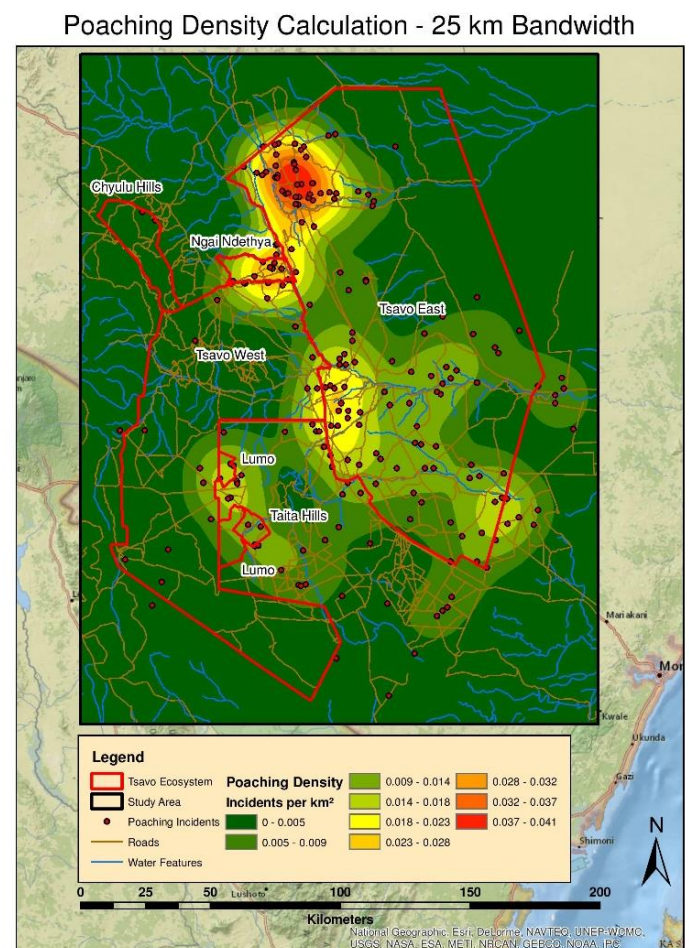 Poaching Density Calculation - 25 km Bandwidth
Chyulu Hills
Ngai Ndethya
Tsavo East
Tsavo West
Lumo
Taita Hills
Lumo
Mariakani
Kwale
Ukunda
Gazi
Shimoni
Legend
Tsavo Ecosystem
Study Area
Poaching Incidents
Roads
Water Features
Poaching Density
Incidents per km²
0 - 0.005
0.005 - 0.009
0.009 - 0.014
0.014 - 0.018
0.018 - 0.023
0.023 - 0.028
0.028 - 0.032
0.032 - 0.037
0.037 - 0.041
N
0 25 50 100 150 200
Lushoto
Kilometers
National Geographic, Esri, DeLorme, NAVTEQ, UNEP-WCMC,
USGS, NASA, ESA, METI, NRCAN, GEBCO, NOAA, iPC